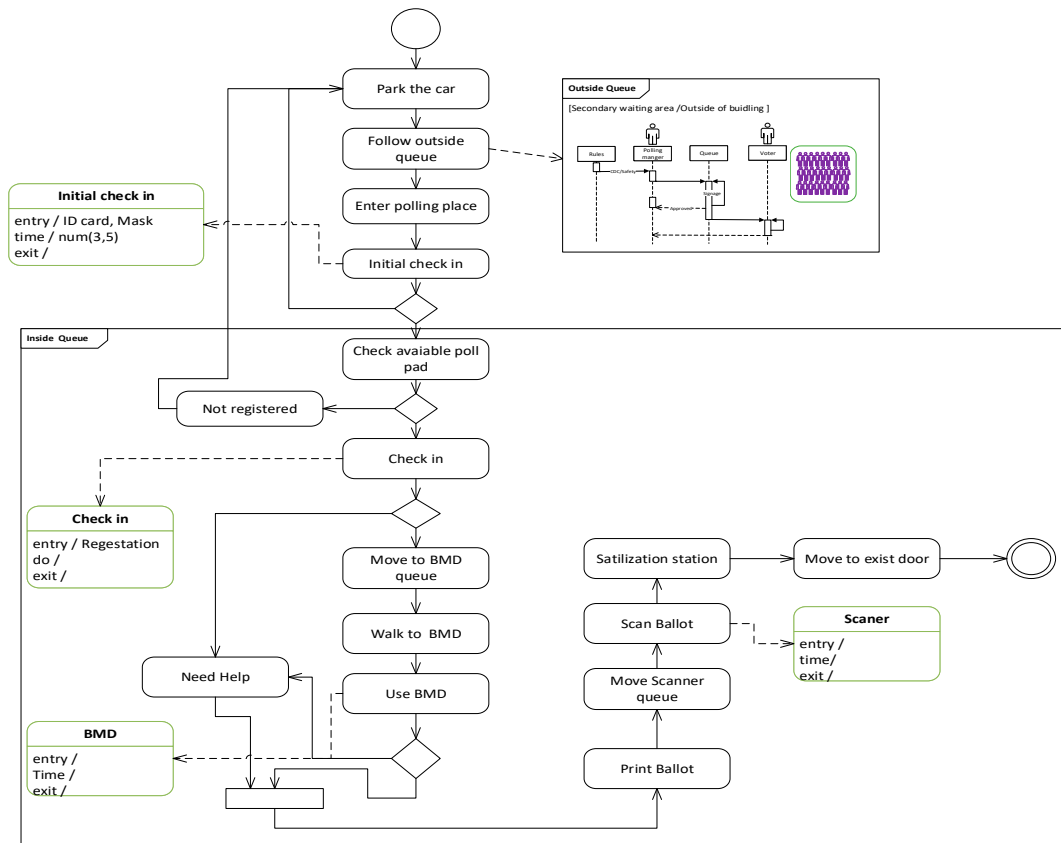 Park the car
Follow outside
queue
Enter polling place
Initial check in
Outside Queue
[Secondary waiting area /Outside of buidling ]
Rules
Polling
manger
Queue
Voter
CDC/Safety
Signage
Approved
Initial check in
entry / ID card, Mask
time / num(3,5)
exit /
Inside Queue
Check avaiable poll
pad
Not registered
Check in
Check in
entry / Regestation
do /
exit /
Move to BMD
queue
Walk to BMD
Use BMD
Need Help
BMD
entry /
Time /
exit /
Satilization station
Move to exist door
Scan Ballot
Scaner
entry /
time/
exit /
Move Scanner
queue
Print Ballot